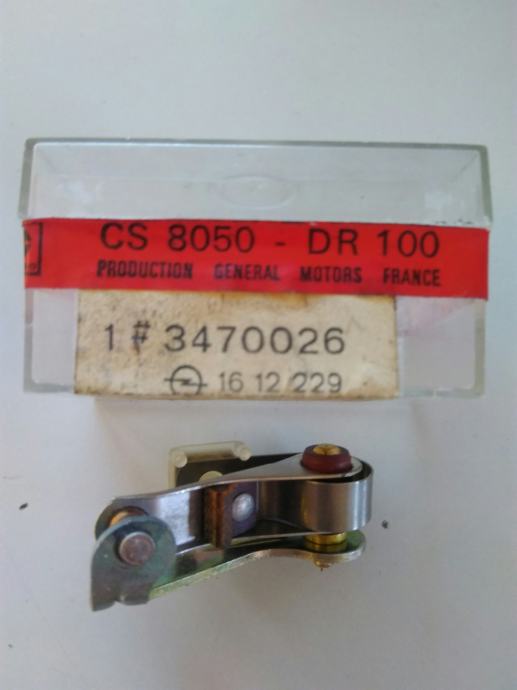 CS 8050 - DR 100
PRODUCTION GENERAL MOTORS FRANCE
1 # 3470026
16 12 229